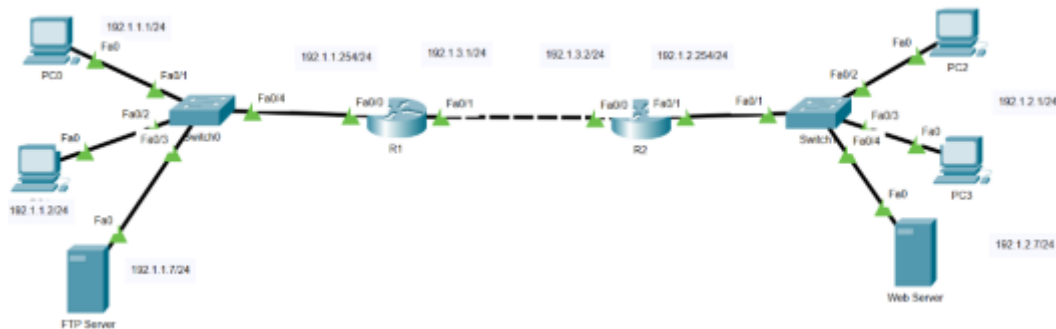 192.1.1.1/24
Fa0
PC0
Fa0/1
Fa0/2
Fa0
Fa0/3
Switch0
192.1.1.2/24
Fa0
192.1.1.7/24
FTP Server
Fa0/4
192.1.1.254/24
Fa0/0
R1
192.1.3.1/24
Fa0/1
192.1.3.2/24
Fa0/0
R2
192.1.2.254/24
Fa0/1
Fa0/1
Fa0
PC2
Fa0/2
192.1.2.1/24
Fa0/3
Fa0
Fa0/4
PC3
Fa0
192.1.2.7/24
Web Server